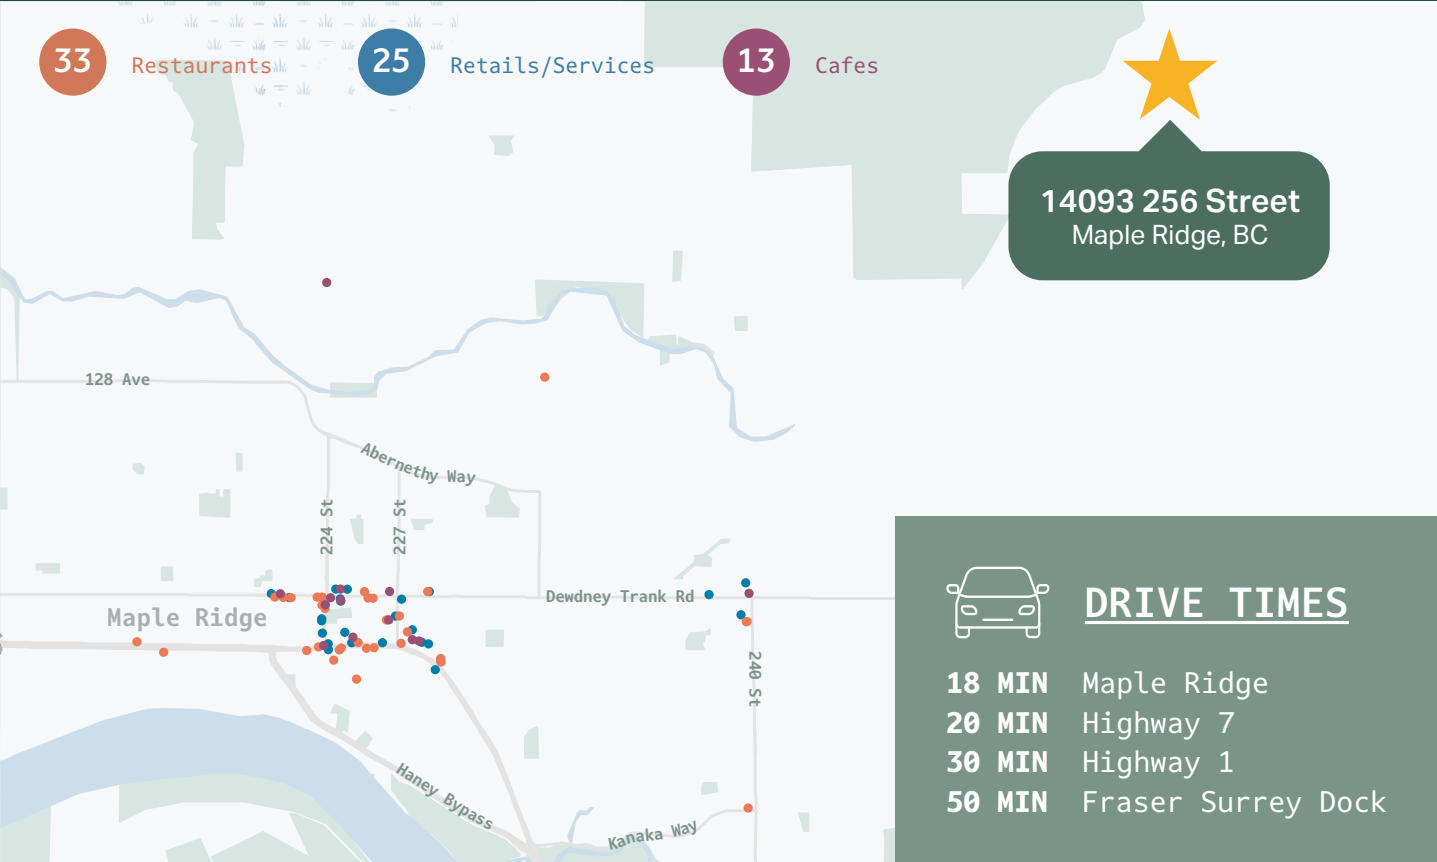 33 Restaurants
25 Retails/Services
13 Cafes
14093 256 Street
Maple Ridge, BC
128 Ave
Abernethy Way
224 St
227 St
Dewdney Trank Rd
Maple Ridge
240 St
Haney Bypass
Kanaka Way
DRIVE TIMES
18 MIN Maple Ridge
20 MIN Highway 7
30 MIN Highway 1
50 MIN Fraser Surrey Dock